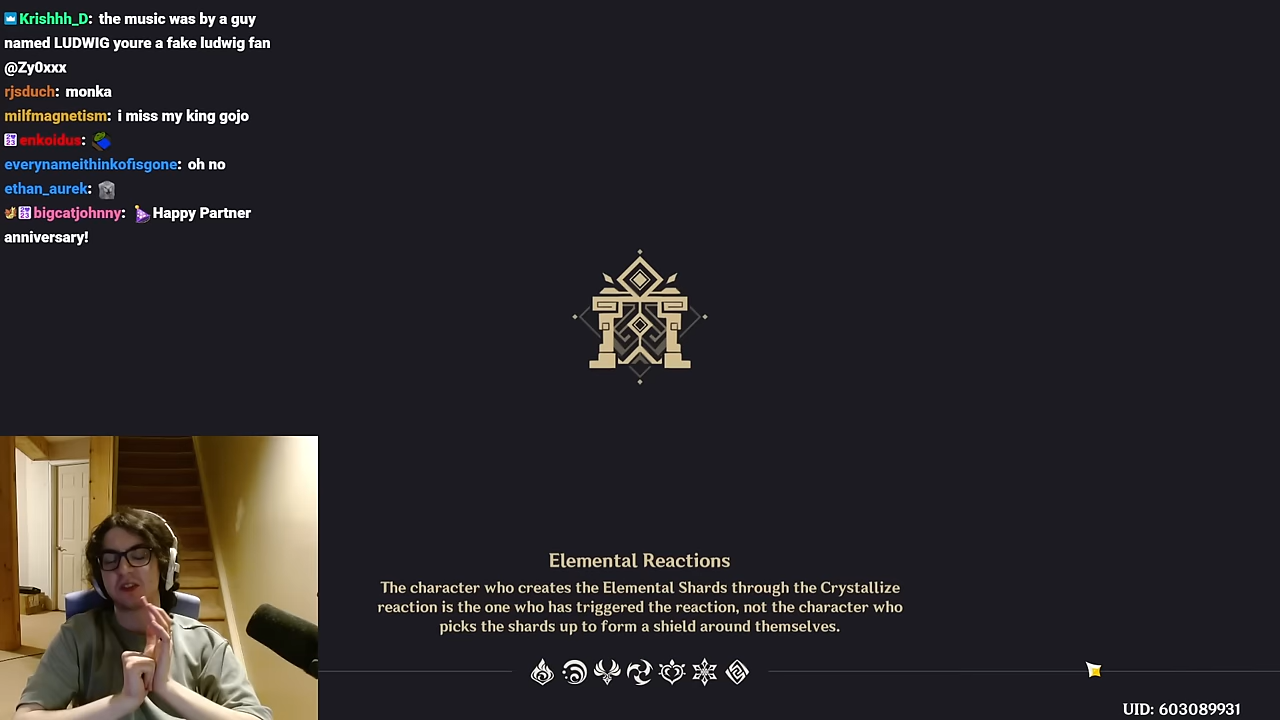 Krishhh_D: the music was by a guy
named LUDWIG youre a fake ludwig fan
@Zy0xxx
rjsduch: monka
milfmagnetism: i miss my king gojo
enkoidus:
everynameithinkofisgone: oh no
ethan_aurek:
bigcatjohnny: Happy Partner
anniversary!
Elemental Reactions
The character who creates the Elemental Shards through the Crystallize
reaction is the one who has triggered the reaction, not the character who
picks the shards up to form a shield around themselves.
UID: 603089931